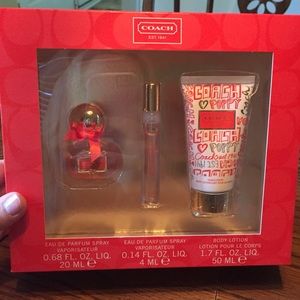 COACH
EST. 1941
COACH
POPPY
COACH
POPPY
EAU DE PARFUM SPRAY
VAPORISATEUR
0.68 FL. OZ. LIQ.
20 ML e
EAU DE PARFUM SPRAY
VAPORISATEUR
0.14 FL. OZ. LIQ.
4 ML e
BODY LOTION
LOTION POUR LE CORPS
1.7 FL. OZ. LIQ.
50 ML e